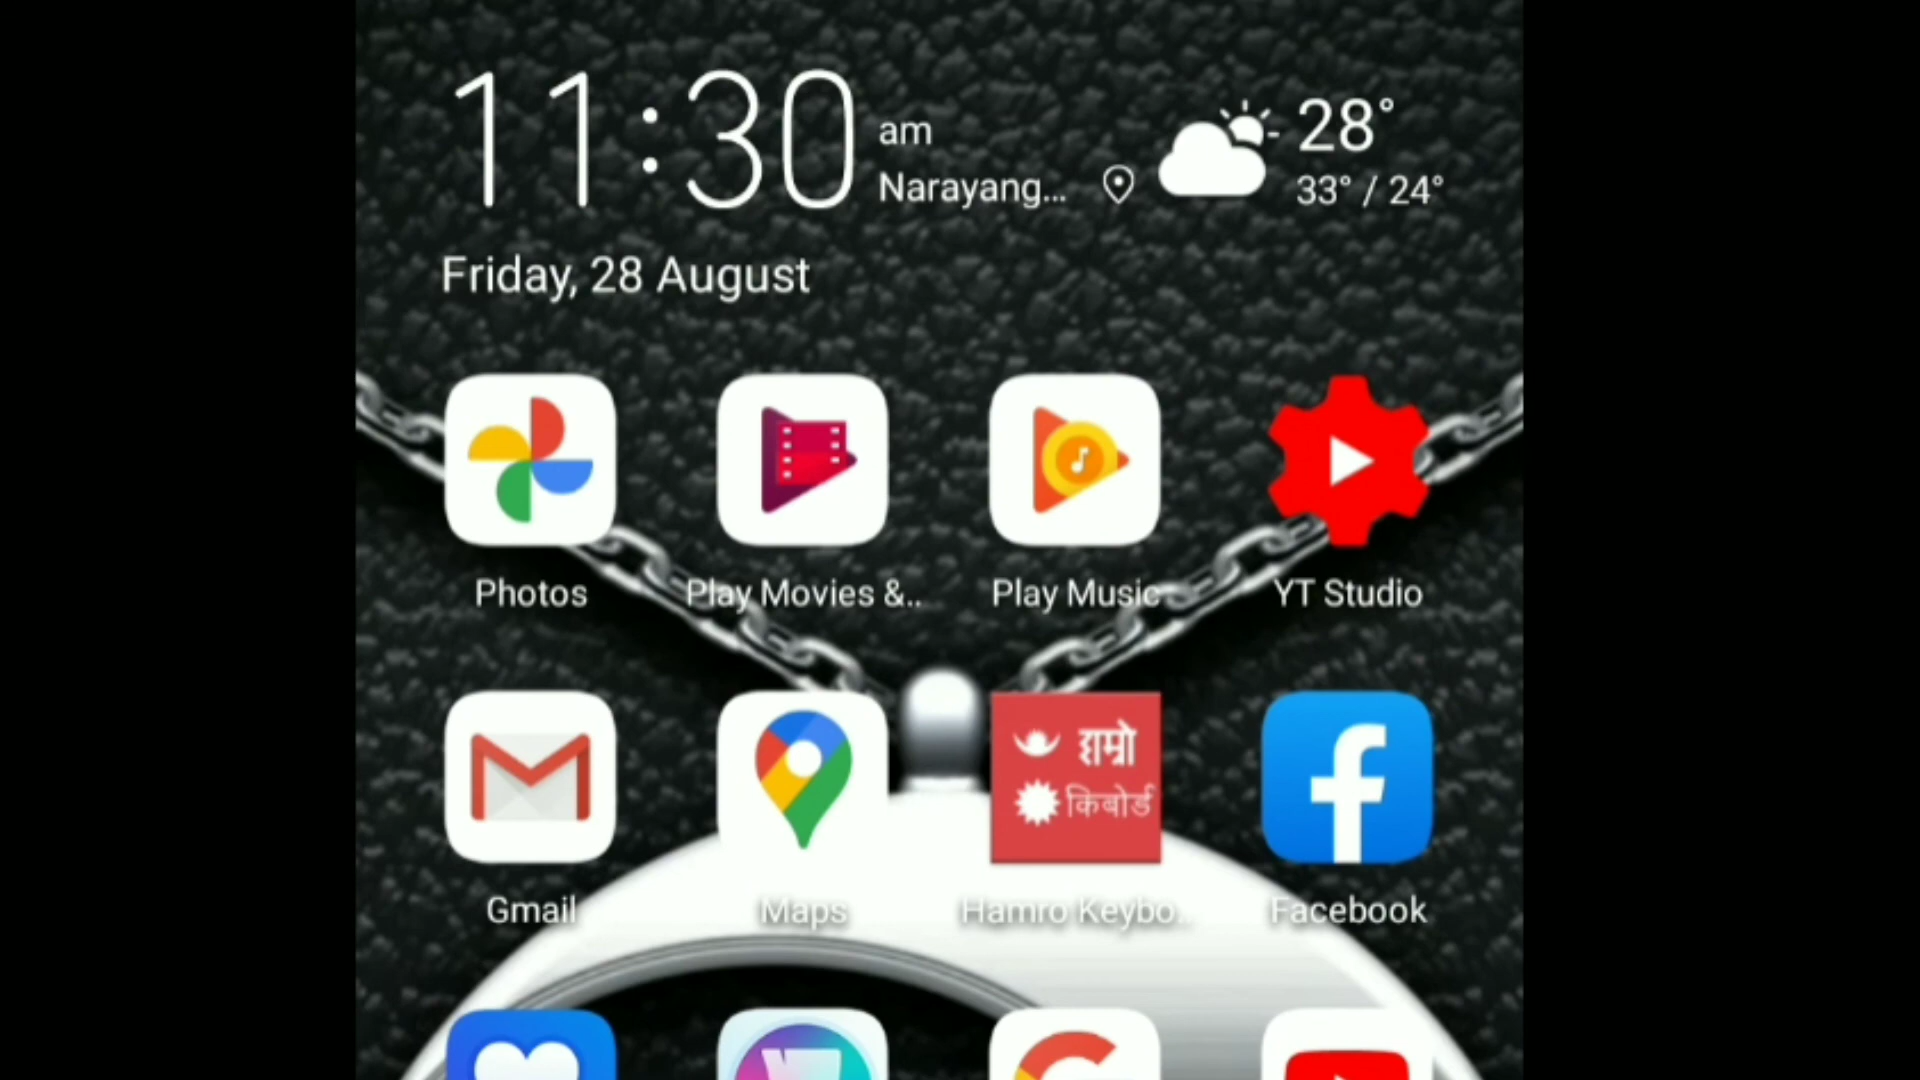 11:30 am
Narayang...
28°
33° / 24°
Friday, 28 August
Photos
Play Movies &..
Play Music
YT Studio
हाम्रो
किबोर्ड
Gmail
Maps
Hamro Keybo..
Facebook